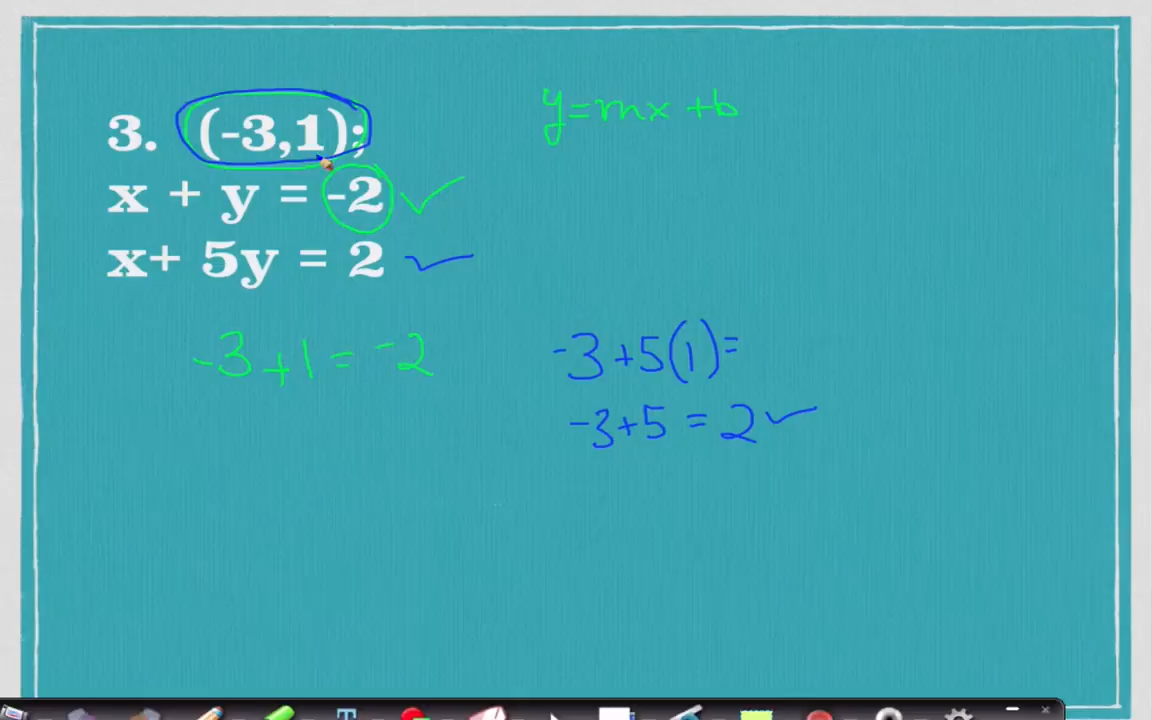 3. (-3,1);
x + y = -2
x+ 5y = 2
y=mx+b
-3+1=-2
-3+5(1)=
-3+5=2